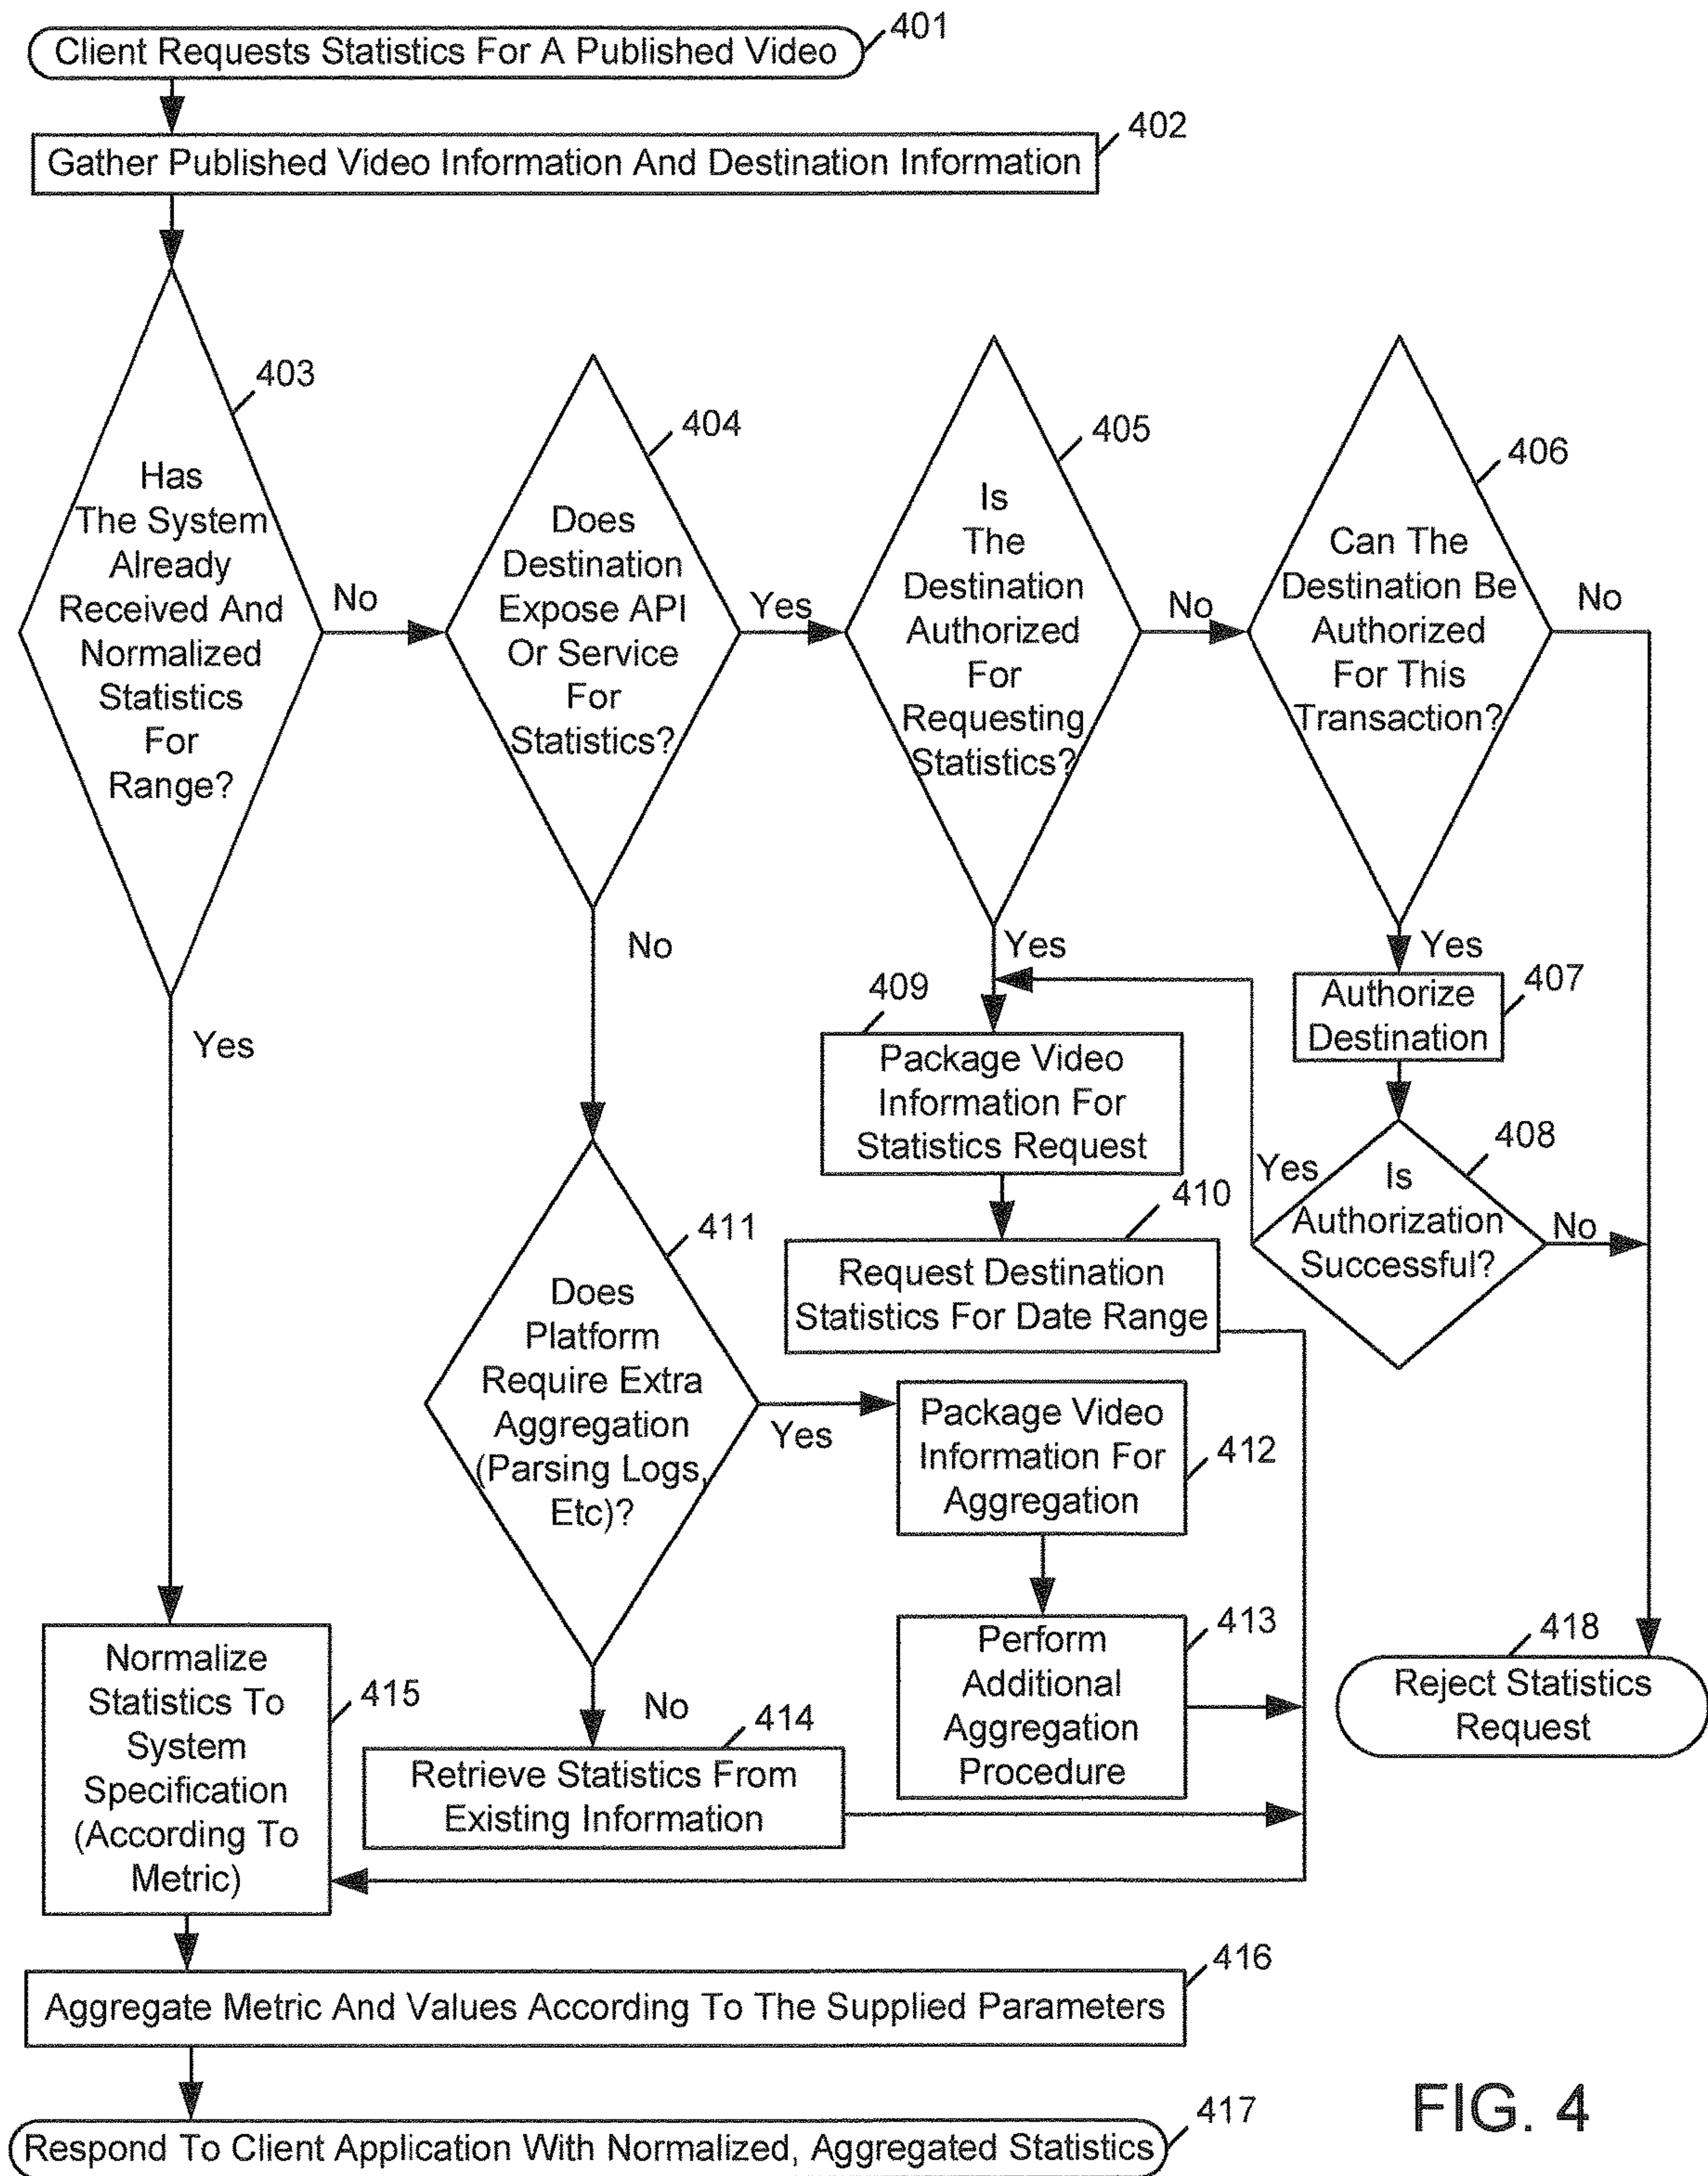 Client Requests Statistics For A Published Video
401
Gather Published Video Information And Destination Information
402
403
Has
The System
Already
Received And
Normalized
Statistics
For
Range?
No
Yes
404
Does
Destination
Expose API
Or Service
For
Statistics?
Yes
No
405
Is
The
Destination
Authorized
For
Requesting
Statistics?
No
Yes
406
Can The
Destination Be
Authorized
For This
Transaction?
No
Yes
407
Authorize
Destination
408
Is
Authorization
Successful?
Yes
No
409
Package Video
Information For
Statistics Request
410
Request Destination
Statistics For Date Range
411
Does
Platform
Require Extra
Aggregation
(Parsing Logs,
Etc)?
Yes
No
Package Video
Information For
Aggregation
412
Perform
Additional
Aggregation
Procedure
413
414
Retrieve Statistics From
Existing Information
Normalize
Statistics To
System
Specification
(According To
Metric)
415
418
Reject Statistics
Request
Aggregate Metric And Values According To The Supplied Parameters
416
Respond To Client Application With Normalized, Aggregated Statistics
417
FIG. 4